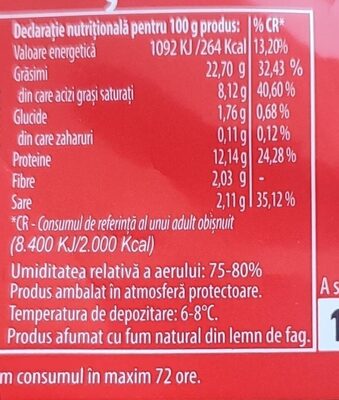 Declarație nutrițională pentru 100 g produs: % CR*
Valoare energetică 1092 KJ /264 Kcal 13,20%
Grăsimi 22,70 g 32,43 %
din care acizi grași saturați 8,12 g 40,60 %
Glucide 1,76 g 0,68 %
din care zaharuri 0,11 g 0,12 %
Proteine 12,14 g 24,28 %
Fibre 2,03 g -
Sare 2,11 g 35,12 %
*CR - Consumul de referință al unui adult obișnuit
(8.400 KJ/2.000 Kcal)
Umiditatea relativă a aerului: 75-80%
Produs ambalat în atmosferă protectoare.
Temperatura de depozitare: 6-8°C.
Produs afumat cu fum natural din lemn de fag.
A s
m consumul în maxim 72 ore.